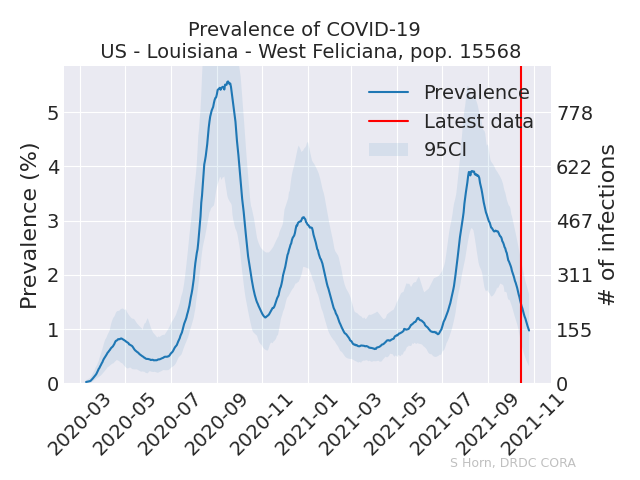 Prevalence of COVID-19
US - Louisiana - West Feliciana, pop. 15568
Prevalence
Latest data
95CI
Prevalence (%)
5
4
3
2
1
0
# of infections
778
622
467
311
155
0
2020-03
2020-05
2020-07
2020-09
2020-11
2021-01
2021-03
2021-05
2021-07
2021-09
2021-11
S Horn, DRDC CORA